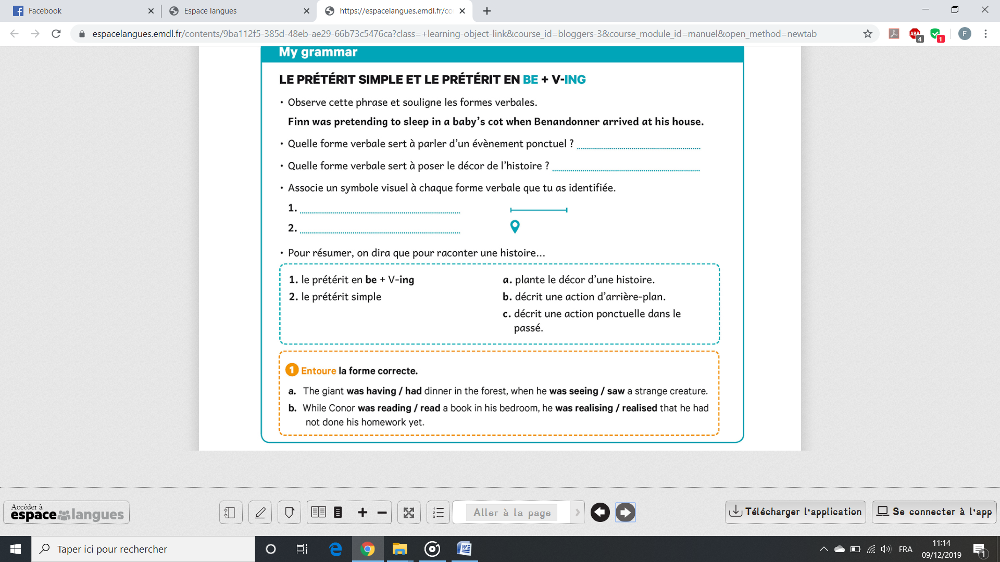 Facebook
Espace langues
https://espacelangues.emdl.fr/co
espacelangues.emdl.fr/contents/9ba112f5-385d-48eb-ae29-66b73c5476ca?class=+learning-object-link&course_id=bloggers-3&course_module_id=manuel&open_method=newtab
ABP
4
1
F
My grammar
LE PRÉTÉRIT SIMPLE ET LE PRÉTÉRIT EN BE + V-ING
• Observe cette phrase et souligne les formes verbales.
Finn was pretending to sleep in a baby's cot when Benandonner arrived at his house.
• Quelle forme verbale sert à parler d'un évènement ponctuel ?
• Quelle forme verbale sert à poser le décor de l'histoire ?
• Associe un symbole visuel à chaque forme verbale que tu as identifiée.
1.
2.
• Pour résumer, on dira que pour raconter une histoire...
1. le prétérit en be + V-ing
2. le prétérit simple
a. plante le décor d'une histoire.
b. décrit une action d'arrière-plan.
c. décrit une action ponctuelle dans le
passé.
1 Entoure la forme correcte.
a. The giant was having / had dinner in the forest, when he was seeing / saw a strange creature.
b. While Conor was reading / read a book in his bedroom, he was realising / realised that he had
not done his homework yet.
Accéder à
espace langues
Aller à la page
Télécharger l'application
Se connecter à l'app
Taper ici pour rechercher
FRA
11:14
09/12/2019
1